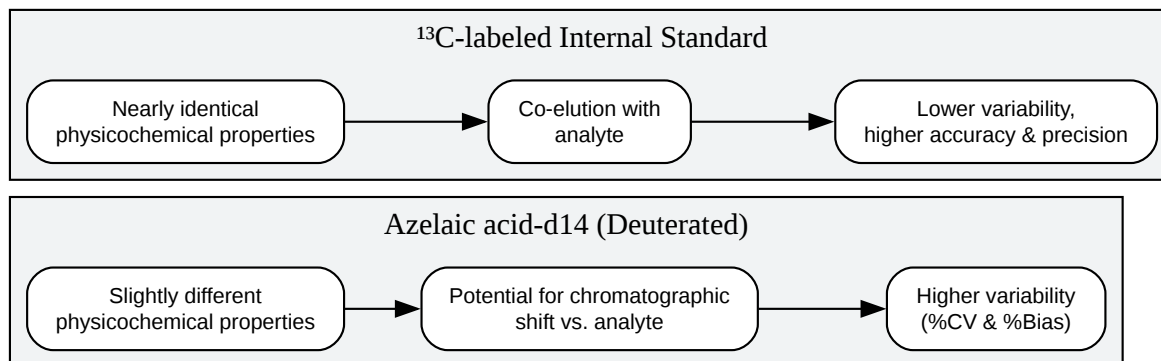 ¹³C-labeled Internal Standard
Nearly identical
physicochemical properties
Co-elution with
analyte
Lower variability,
higher accuracy & precision
Azelaic acid-d14 (Deuterated)
Slightly different
physicochemical properties
Potential for chromatographic
shift vs. analyte
Higher variability
(%CV & %Bias)